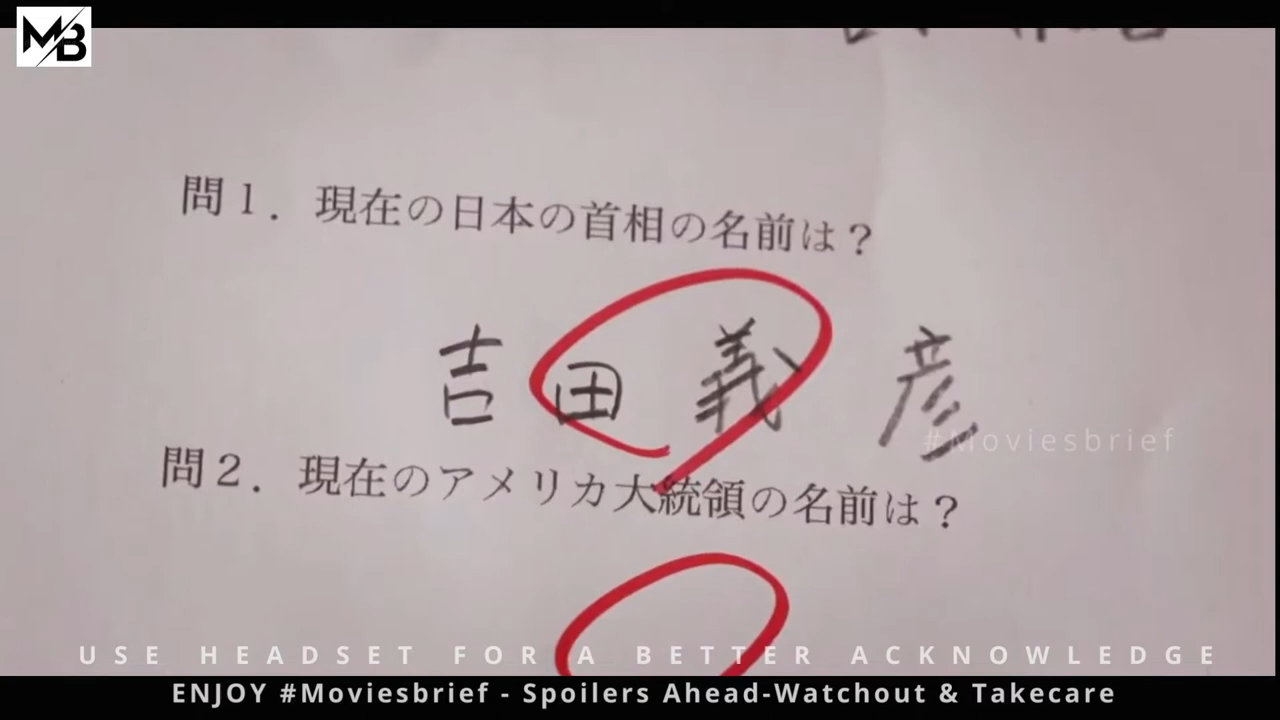 MB
問１．現在の日本の首相の名前は？
吉田 義彦
#Moviesbrief
問２．現在のアメリカ大統領の名前は？
USE HEADSET FOR A BETTER ACKNOWLEDGE
ENJOY #Moviesbrief - Spoilers Ahead-Watchout & Takecare